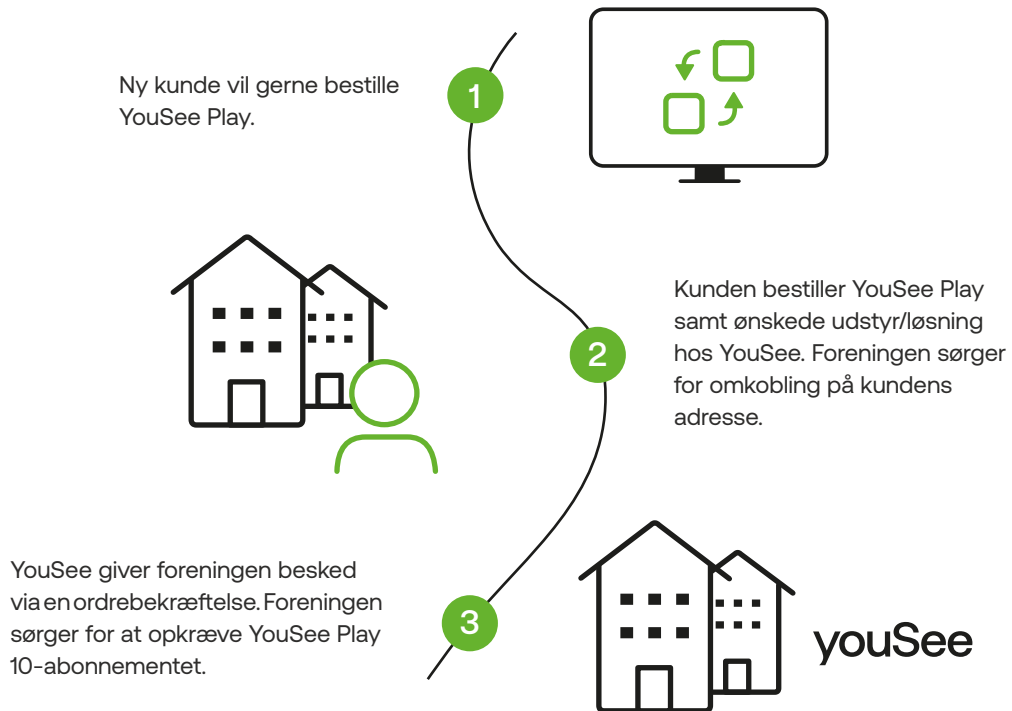 Ny kunde vil gerne bestille
YouSee Play.
1
Kunden bestiller YouSee Play
samt ønskede udstyr/løsning
hos YouSee. Foreningen sørger
for omkobling på kundens
adresse.
2
YouSee giver foreningen besked
via en ordrebekræftelse. Foreningen
sørger for at opkræve YouSee Play
10-abonnementet.
3
youSee